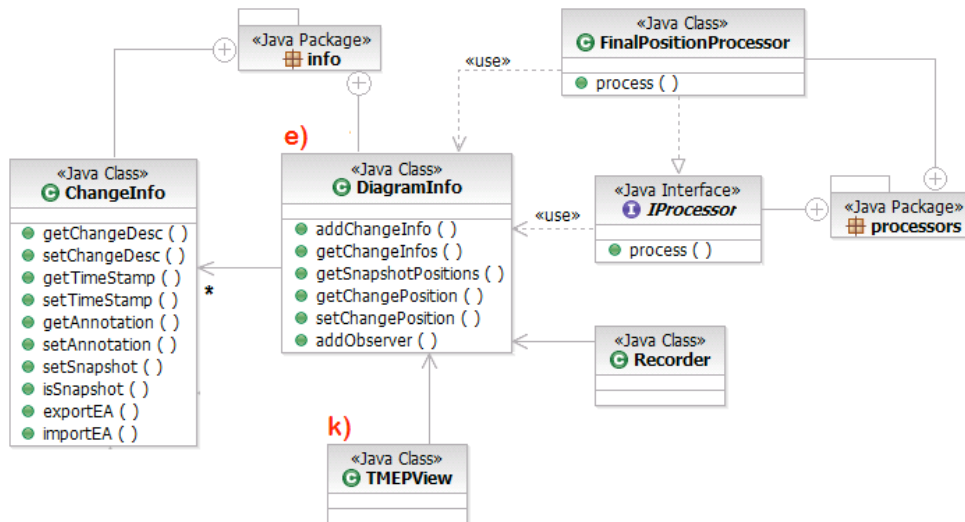 «Java Package»
info
«Java Class»
FinalPositionProcessor
process ( )
«use»
e)
«Java Class»
ChangeInfo
getChangeDesc ( )
setChangeDesc ( )
getTimeStamp ( )
setTimeStamp ( )
getAnnotation ( )
setAnnotation ( )
setSnapshot ( )
isSnapshot ( )
exportEA ( )
importEA ( )
*
«Java Class»
DiagramInfo
addChangeInfo ( )
getChangeInfos ( )
getSnapshotPositions ( )
getChangePosition ( )
setChangePosition ( )
addObserver ( )
«use»
«Java Interface»
IProcessor
process ( )
«Java Package»
processors
«Java Class»
Recorder
k)
«Java Class»
TMEPView